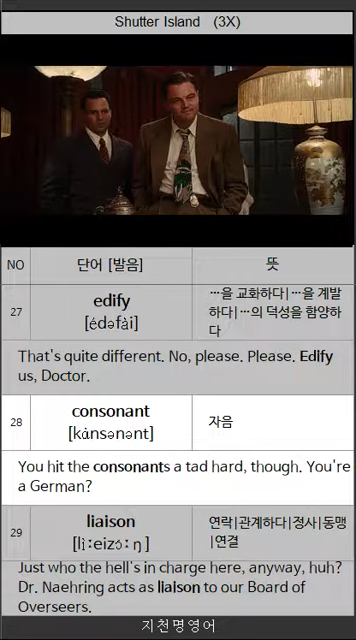 Shutter Island (3X)
NO 단어 [발음] 뜻
27 edify [édəfài] …을 교화하다|…을 계발하다|…의 덕성을 함양하다
That's quite different. No, please. Please. Edify
us, Doctor.
28 consonant [kάnsənənt] 자음
You hit the consonants a tad hard, though. You're
a German?
29 liaison [lìːeizɔ́ːŋ] 연락|관계하다|정사|동맹|연결
Just who the hell's in charge here, anyway, huh?
Dr. Naehring acts as liaison to our Board of
Overseers.
지천명영어